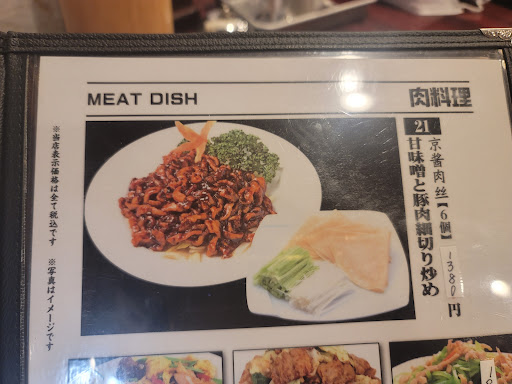 MEAT DISH
肉料理
21
京醤肉丝【6個】
甘味噌と豚肉細切り炒め
1380円
※当店表示価格は全て税込です
※写真はイメージです